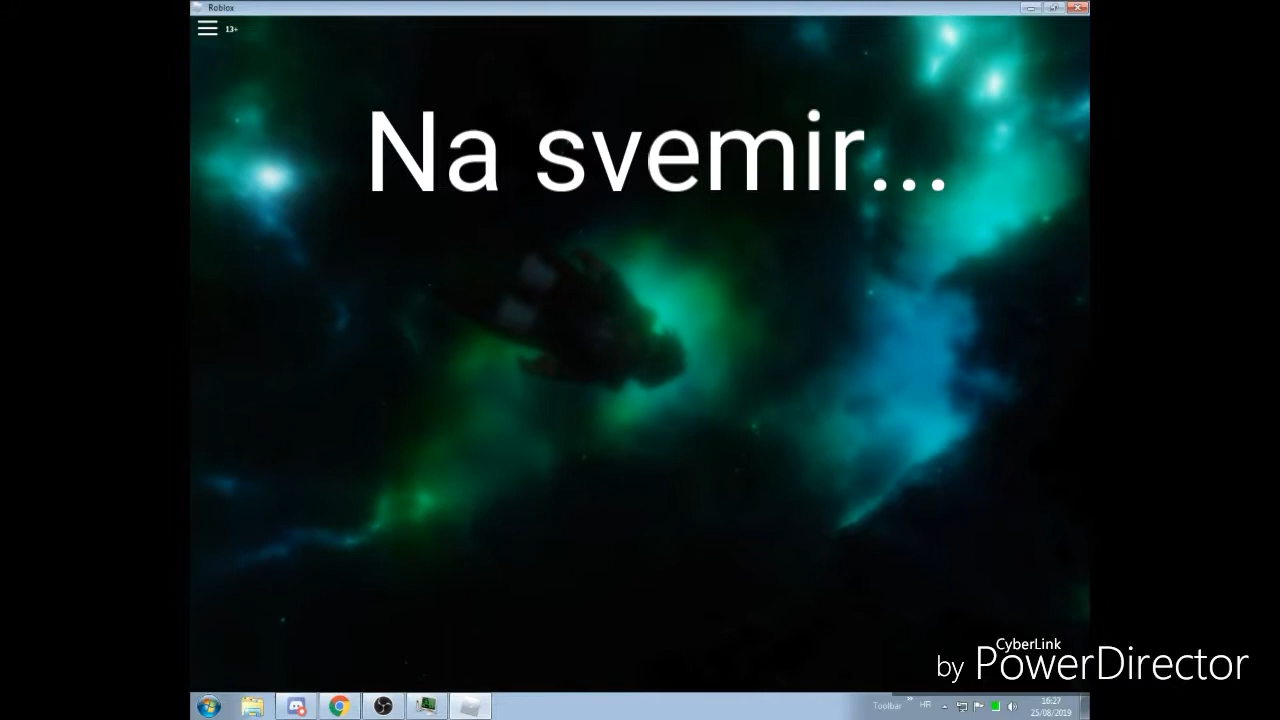 Roblox
13+
Na svemir...
CyberLink
by PowerDirector
Toolbar
HR
16:27
25/08/2019